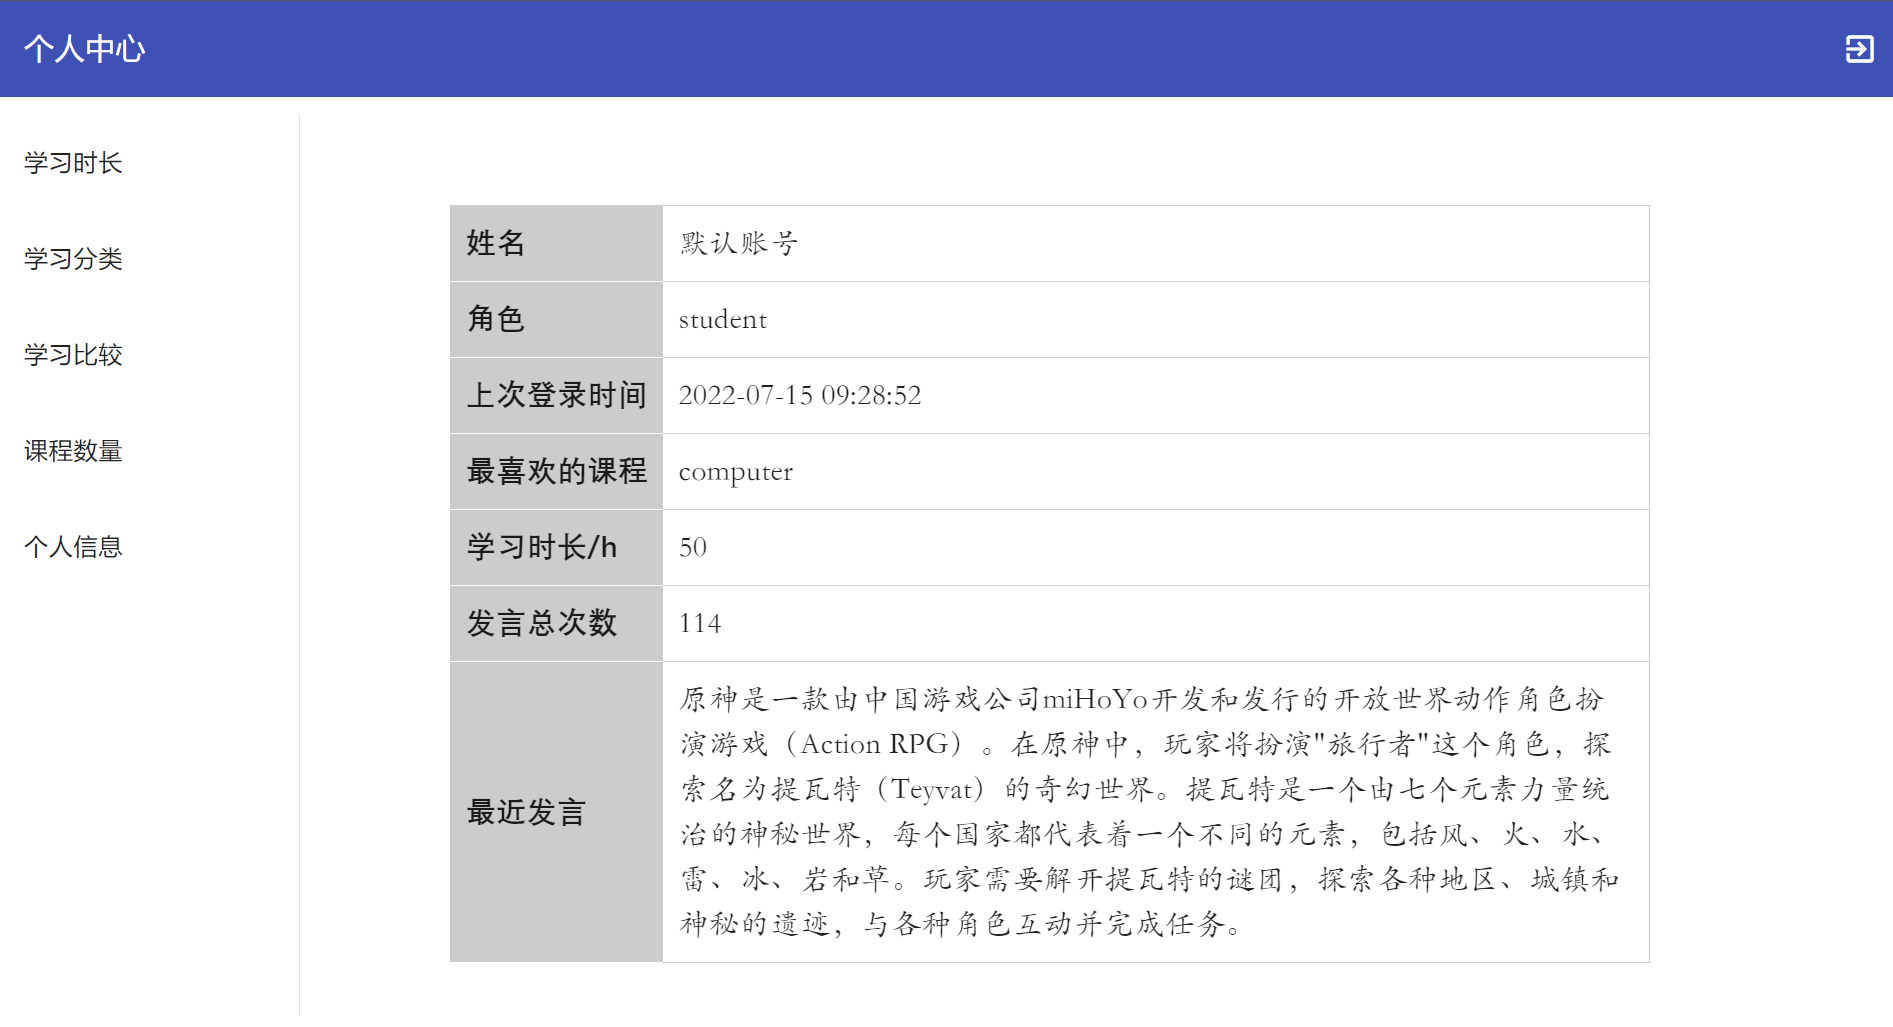 个人中心
学习时长
学习分类
学习比较
课程数量
个人信息
姓名 默认账号
角色 student
上次登录时间 2022-07-15 09:28:52
最喜欢的课程 computer
学习时长/h 50
发言总次数 114
最近发言
原神是一款由中国游戏公司miHoYo开发和发行的开放世界动作角色扮
演游戏（Action RPG）。在原神中，玩家将扮演"旅行者"这个角色，探
索名为提瓦特（Teyvat）的奇幻世界。提瓦特是一个由七个元素力量统
治的神秘世界，每个国家都代表着一个不同的元素，包括风、火、水、
雷、冰、岩和草。玩家需要解开提瓦特的谜团，探索各种地区、城镇和
神秘的遗迹，与各种角色互动并完成任务。